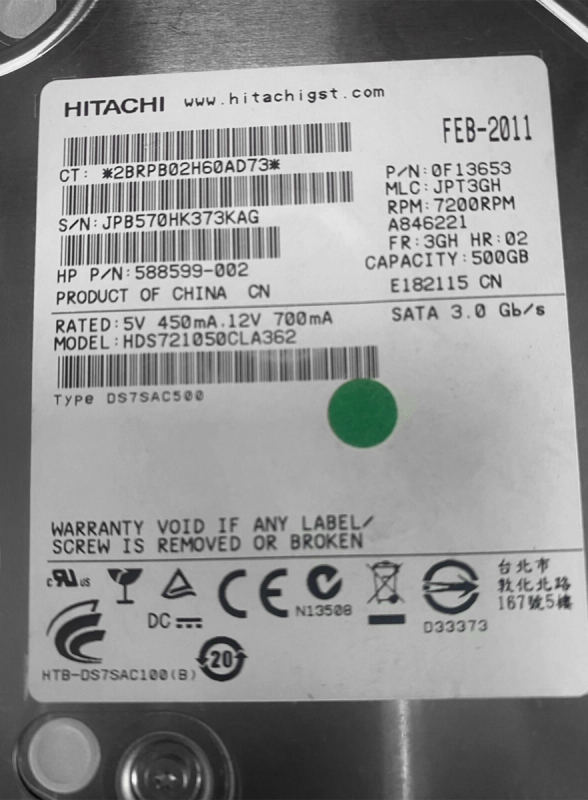 HITACHI www.hitachigst.com
FEB-2011
CT: *2BRPB02H60AD73*
S/N:JPB570HK373KAG
HP P/N:588599-002
PRODUCT OF CHINA CN
P/N:0F13653
MLC:JPT3GH
RPM:7200RPM
A846221
FR:3GH HR:02
CAPACITY:500GB
E182115 CN
RATED:5V 450mA.12V 700mA
SATA 3.0 Gb/s
MODEL:HDS721050CLA362
Type DS7SAC500
WARRANTY VOID IF ANY LABEL/
SCREW IS REMOVED OR BROKEN
c RU us
DC
CE
N13508
D33373
台北市
敦化北路
167號5樓
HTB-DS7SAC100(B)
20